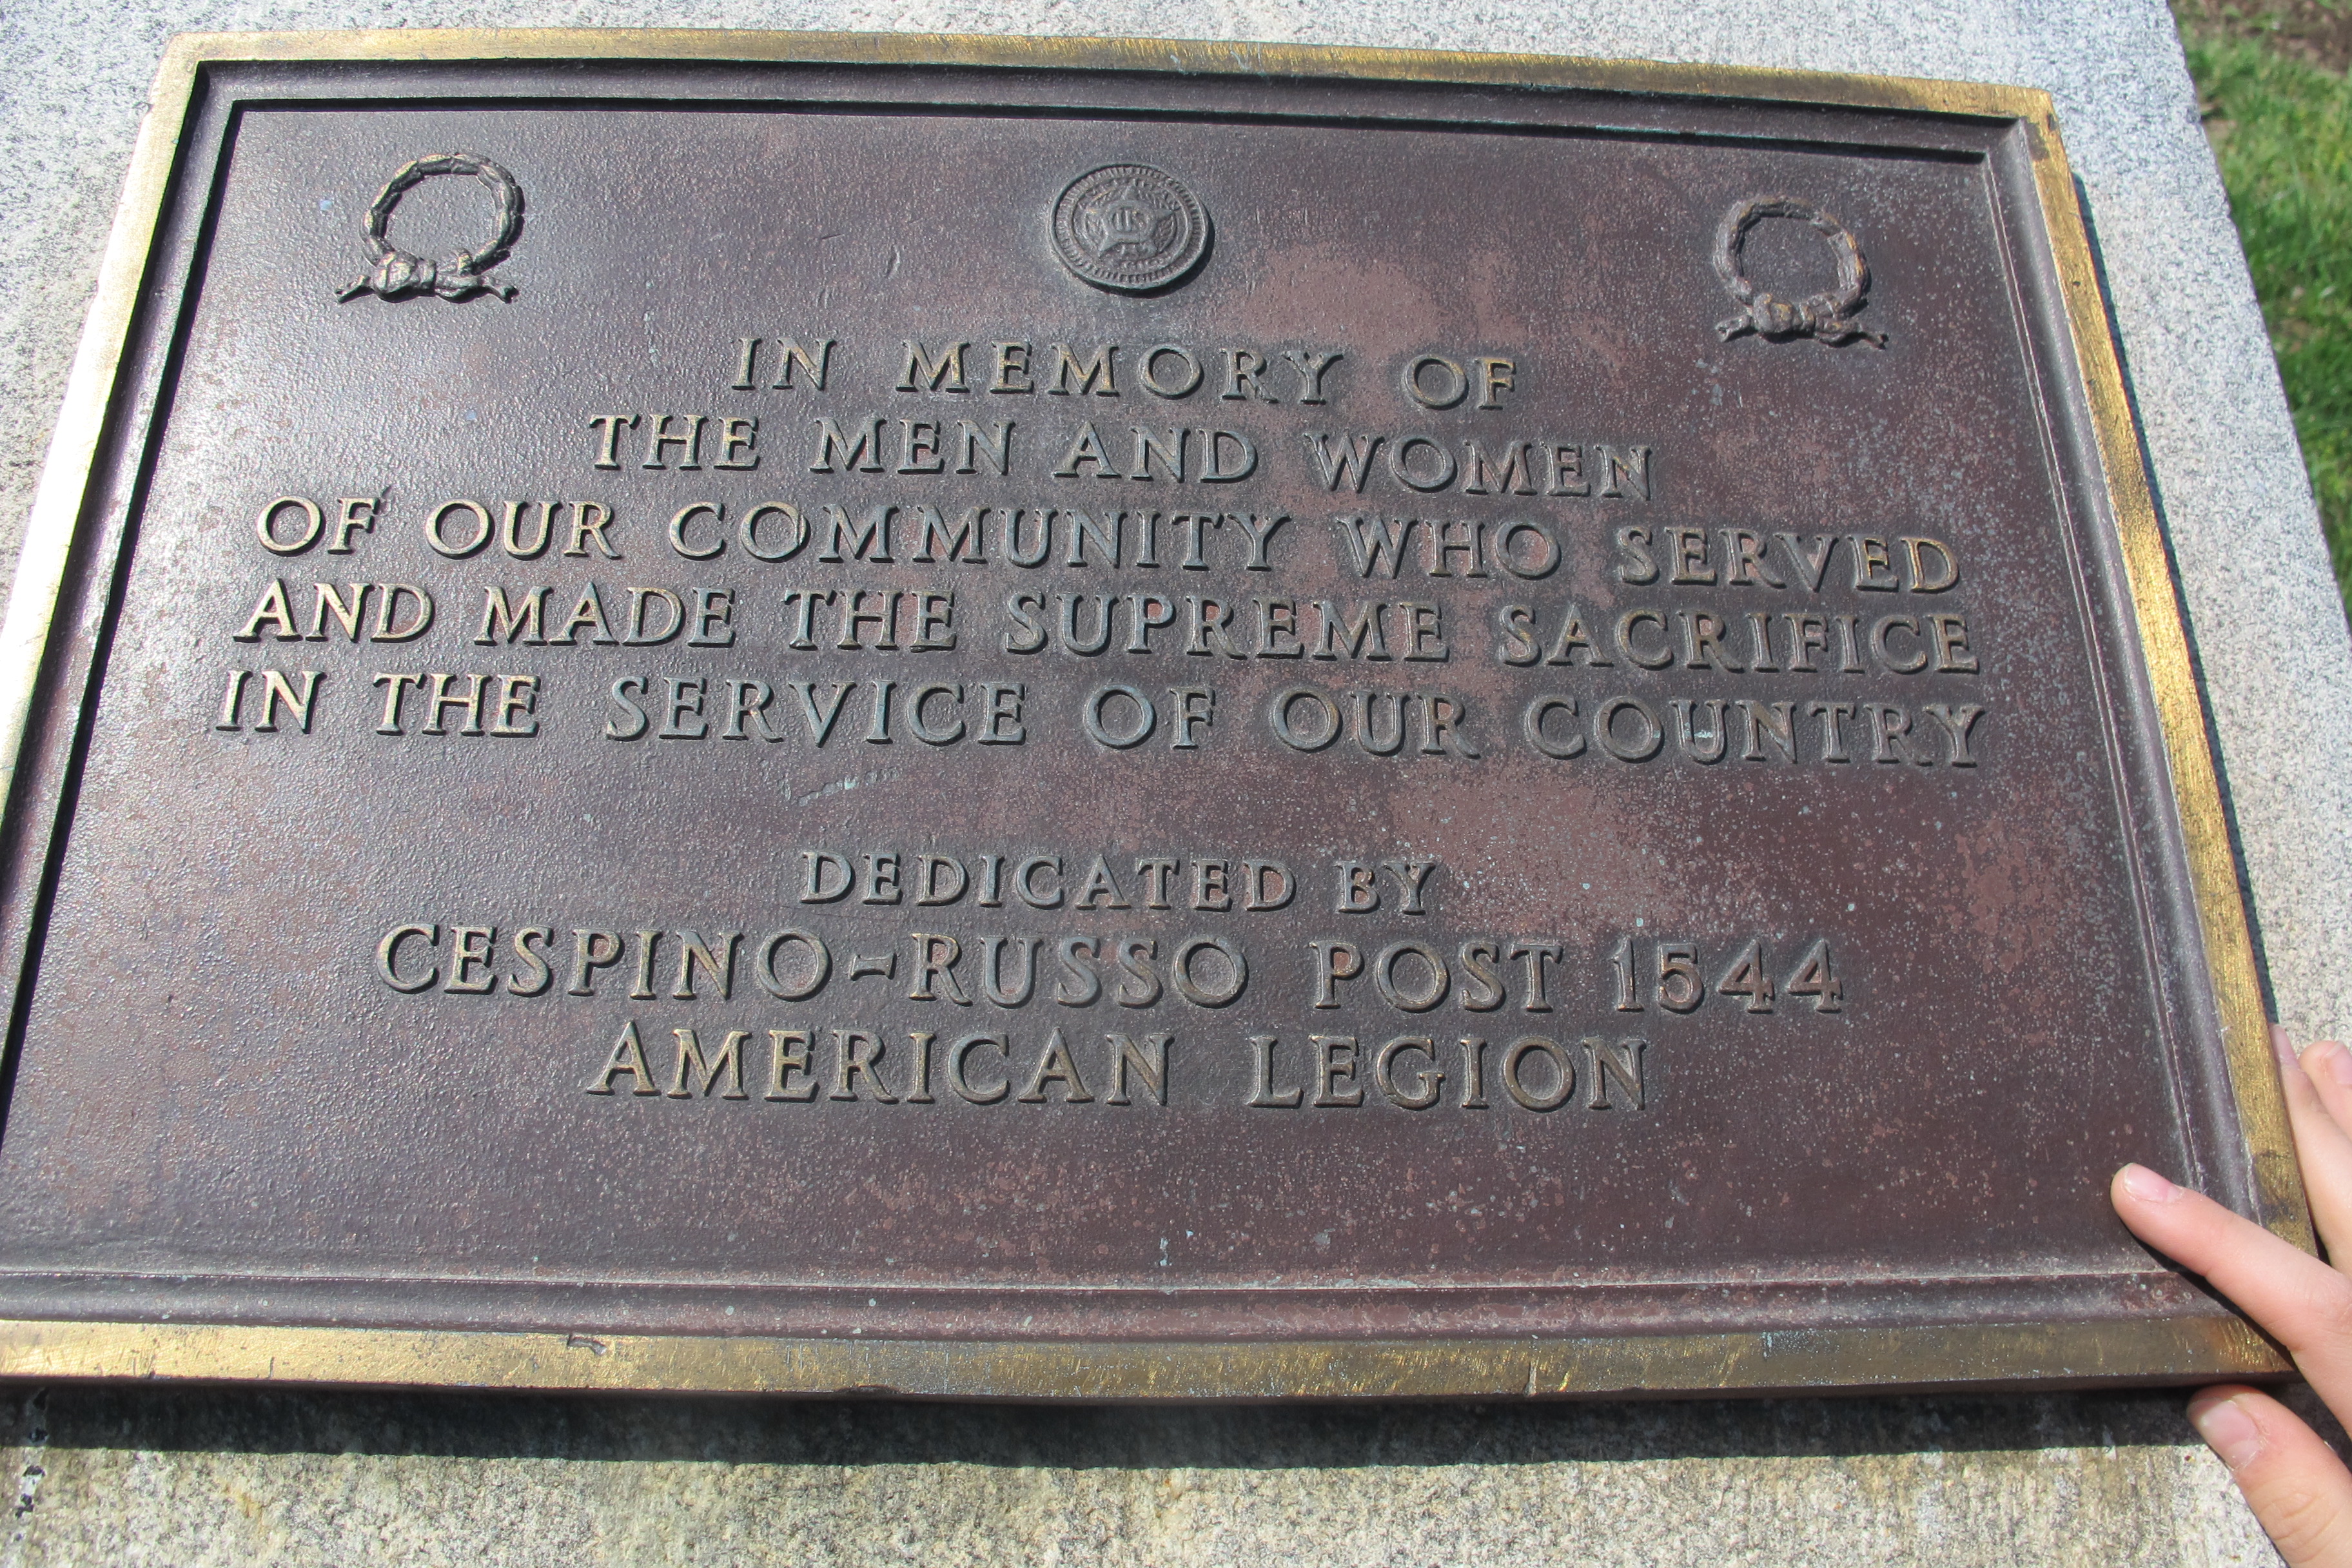 US
IN MEMORY OF
THE MEN AND WOMEN
OF OUR COMMUNITY WHO SERVED
AND MADE THE SUPREME SACRIFICE
IN THE SERVICE OF OUR COUNTRY
DEDICATED BY
CESPINO-RUSSO POST 1544
AMERICAN LEGION